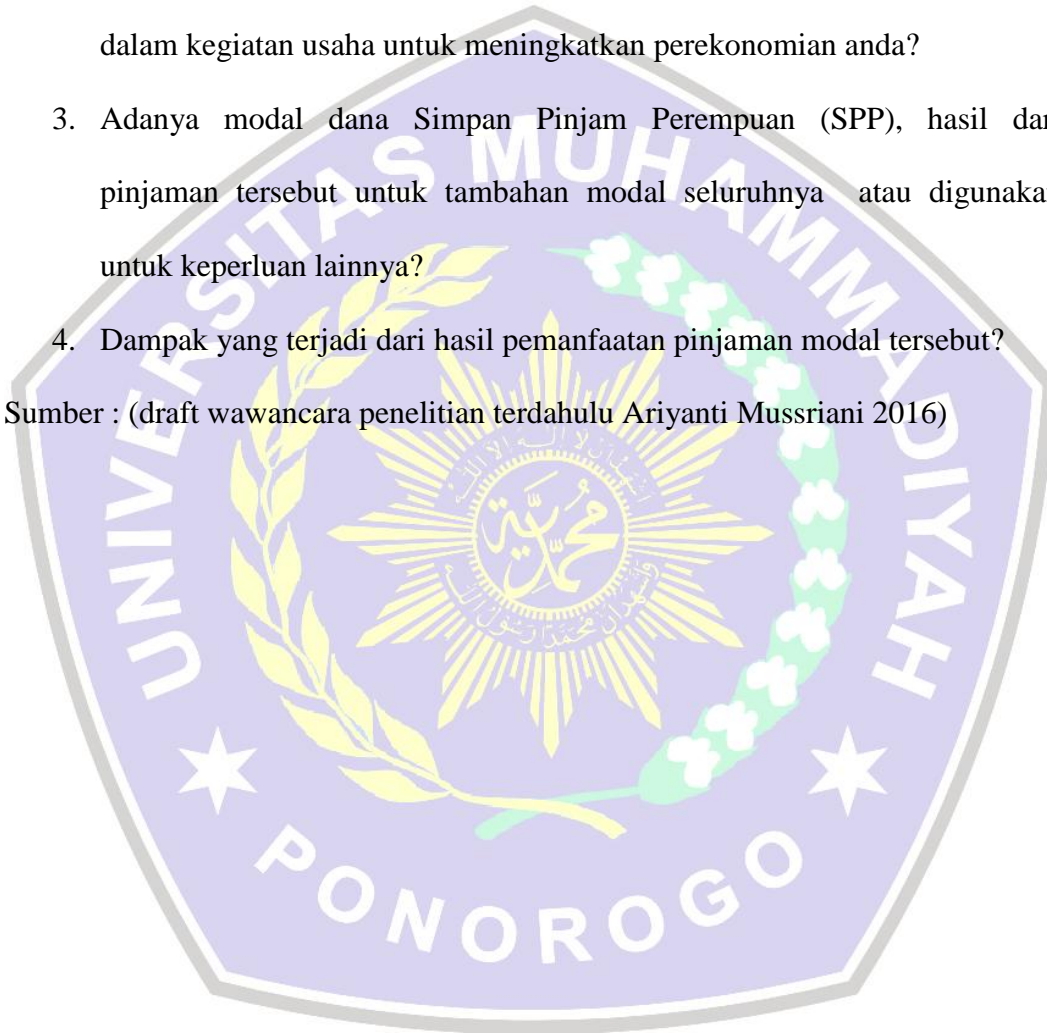 dalam kegiatan usaha untuk meningkatkan perekonomian anda?
3. Adanya modal dana Simpan Pinjam Perempuan (SPP), hasil dar
pinjaman tersebut untuk tambahan modal seluruhnya atau digunaka
untuk keperluan lainnya?
4. Dampak yang terjadi dari hasil pemanfaatan pinjaman modal tersebut?
Sumber : (draft wawancara penelitian terdahulu Ariyanti Mussriani 2016)
UNIVERSITAS MUHAMMADIYAH
محمدية
PONOROGO